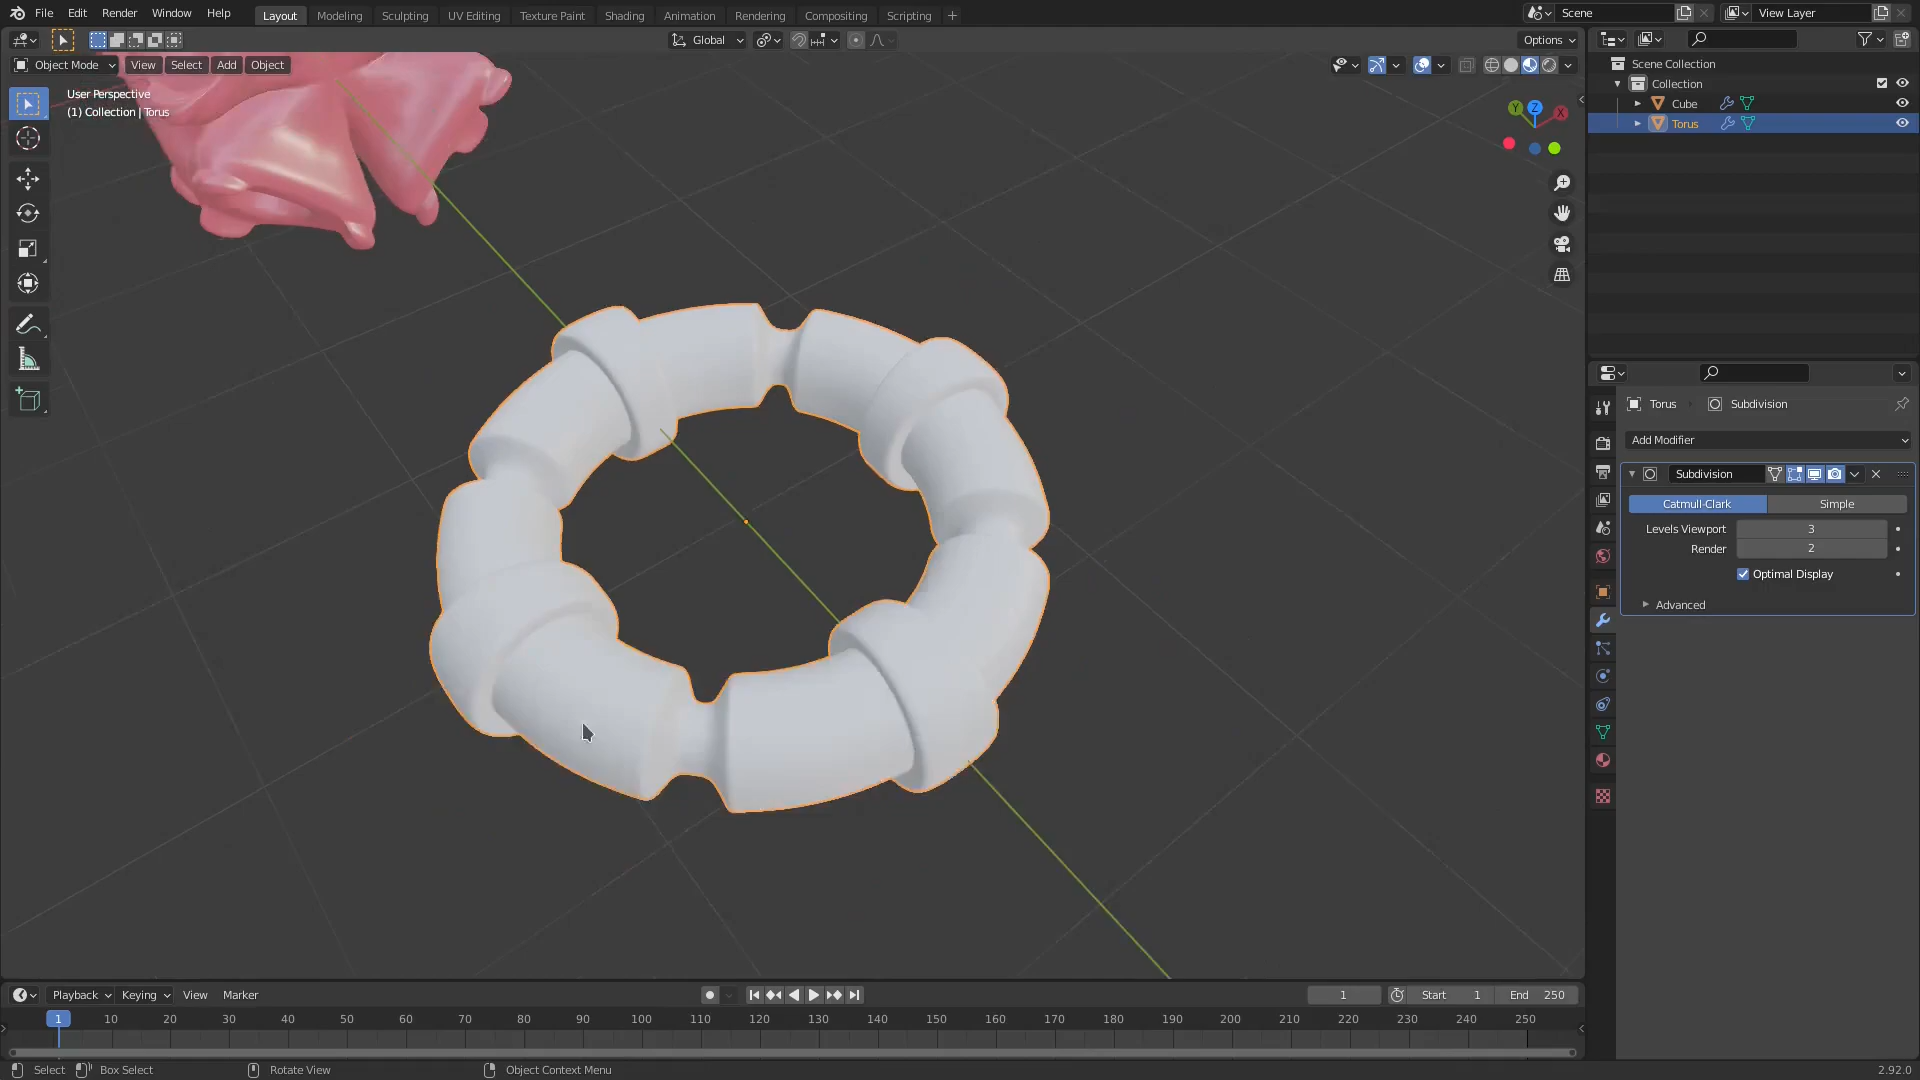 File Edit Render Window Help Layout Modeling Sculpting UV Editing Texture Paint Shading Animation Rendering Compositing Scripting + Scene View Layer
Global Options
Object Mode View Select Add Object
User Perspective
(1) Collection | Torus
Y Z X
Scene Collection
Collection
Cube
Torus
Torus Subdivision
Add Modifier
Subdivision
Catmull-Clark Simple
Levels Viewport 3
Render 2
Optimal Display
Advanced
Playback Keying View Marker 1 Start 1 End 250
1 10 20 30 40 50 60 70 80 90 100 110 120 130 140 150 160 170 180 190 200 210 220 230 240 250
Select Box Select Rotate View Object Context Menu 2.92.0